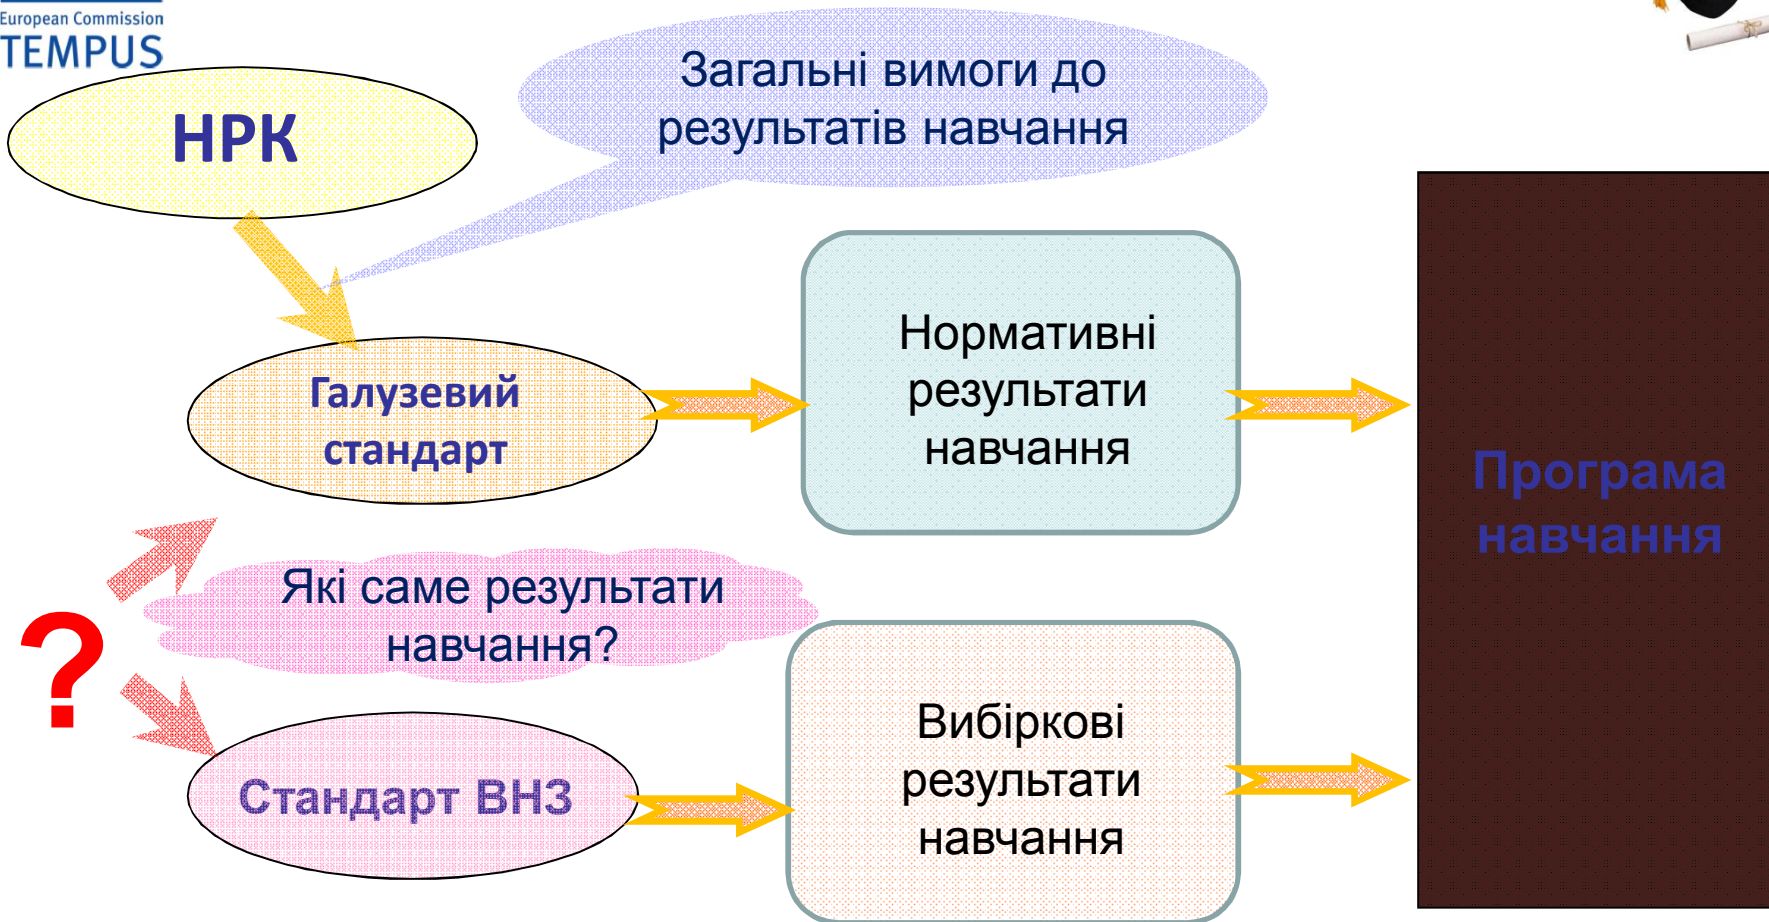 European Commission
TEMPUS
НРК
Загальні вимоги до
результатів навчання
Галузевий
стандарт
Нормативні
результати
навчання
Програма
навчання
Які саме результати
навчання?
?
Стандарт ВНЗ
Вибіркові
результати
навчання